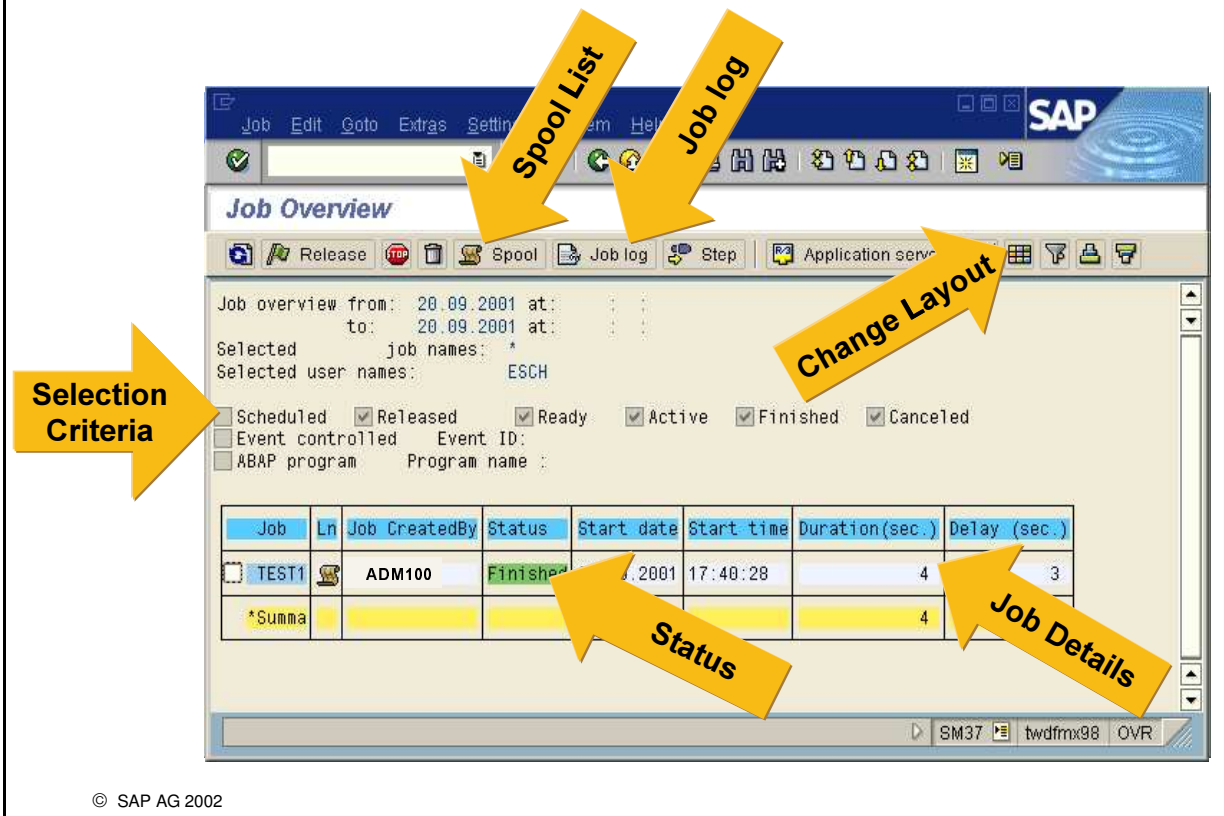 Spool List
Job log
Job Edit Goto Extras
SAP
Job Overview
Release Spool Job log Step Application
Change Layout
Job overview from: 20.09.2001 at: : :
to: 20.09.2001 at: : :
Selected job names: *
Selected user names: ESCH
Selection
Criteria
Scheduled Released Ready Active Finished Canceled
Event controlled Event ID:
ABAP program Program name :
Job Ln Job CreatedBy Status Start date Start time Duration(sec.) Delay (sec.)
TEST1 ADM100 Finished .2001 17:40:28 4 3
*Summa 4
Status
Job Details
SM37 twdfmx98 OVR
© SAP AG 2002